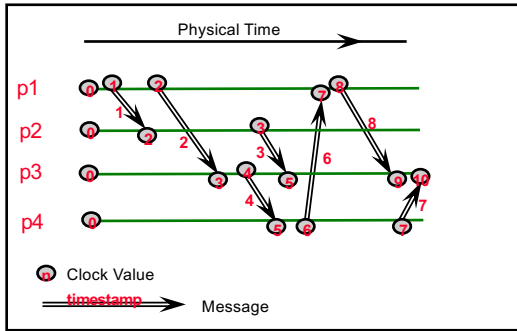 Physical Time
p1 0 1 2 7 8
1 2 6 8
p2 0 2 3
3
p3 0 3 4 5 9 10
4 7
p4 0 5 6 7
n Clock Value
timestamp Message